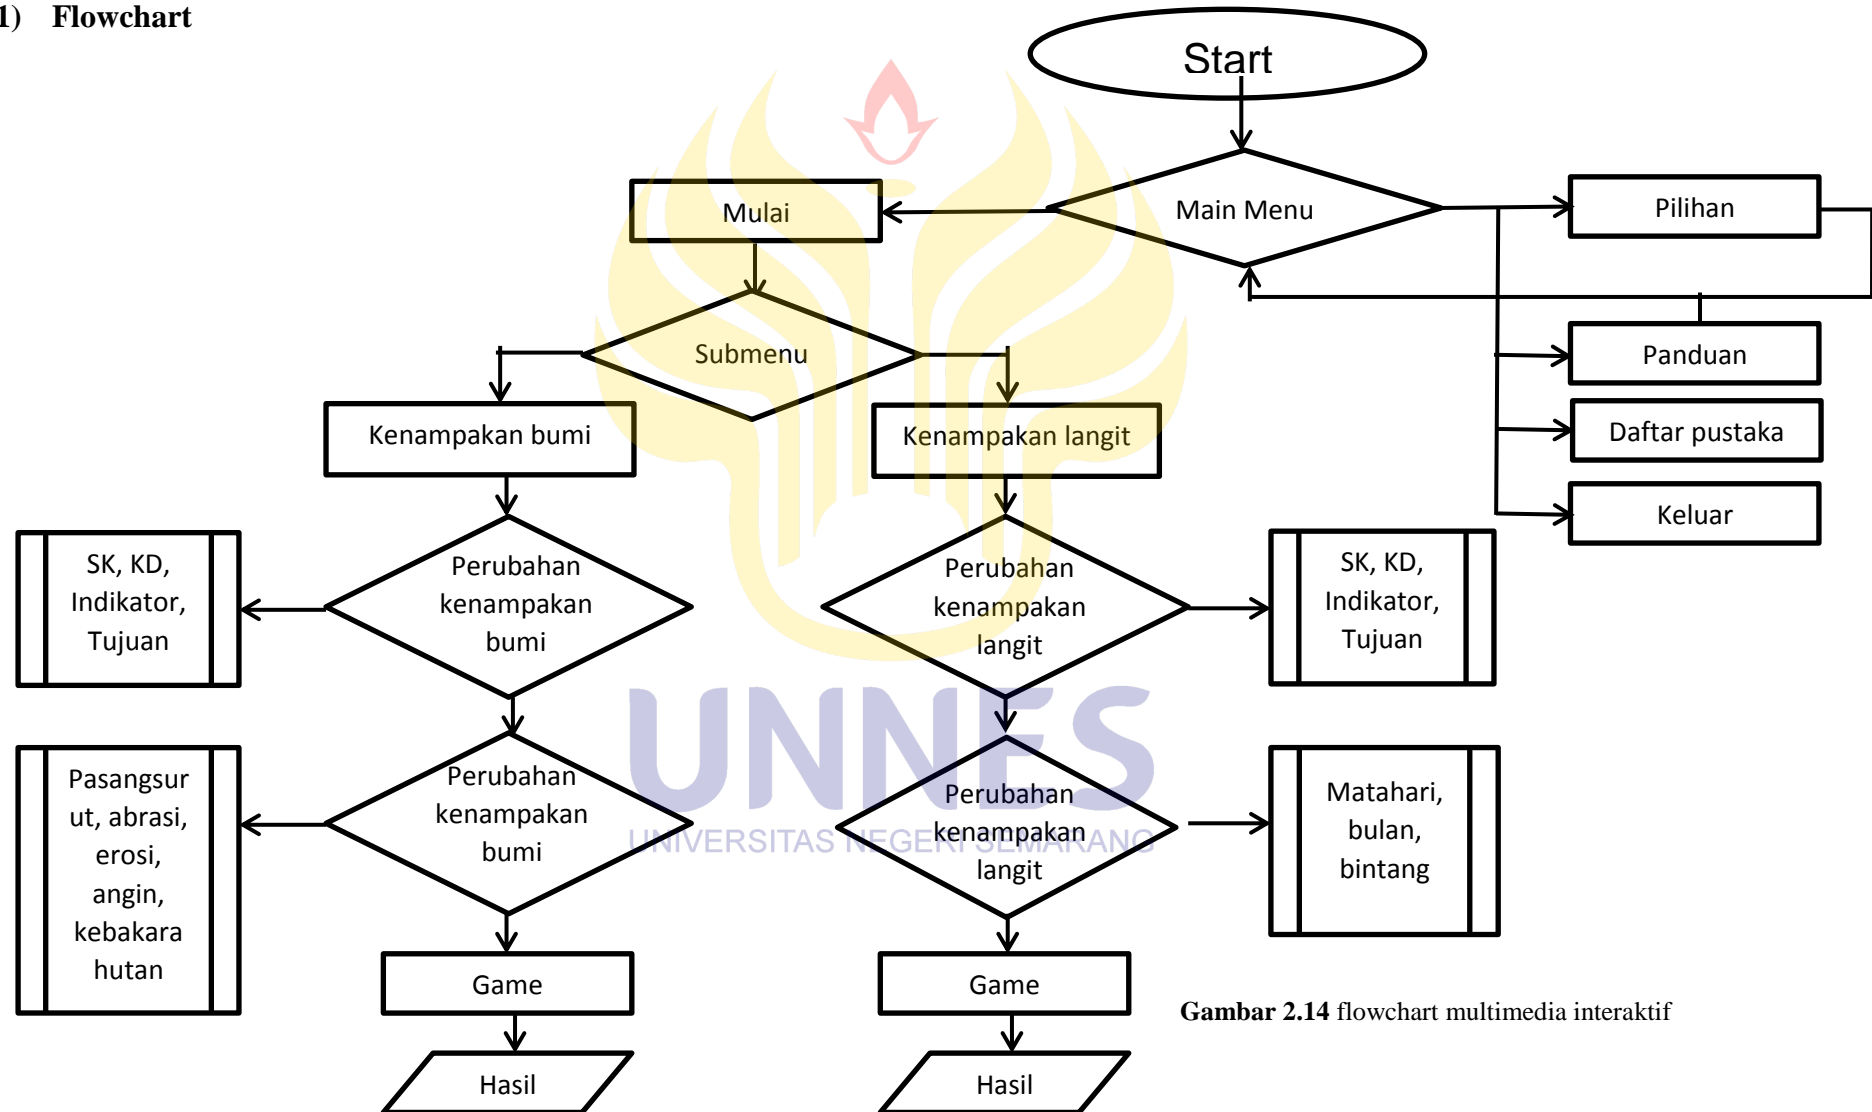 1) Flowchart
Start
Main Menu
Mulai
Pilihan
Submenu
Panduan
Kenampakan bumi
Kenampakan langit
Daftar pustaka
Keluar
SK, KD,
Indikator,
Tujuan
Perubahan
kenampakan
bumi
Perubahan
kenampakan
langit
SK, KD,
Indikator,
Tujuan
Pasangsur
ut, abrasi,
erosi,
angin,
kebakara
hutan
Perubahan
kenampakan
bumi
Perubahan
kenampakan
langit
Matahari,
bulan,
bintang
UNNES
UNIVERSITAS NEGERI SEMARANG
Game
Game
Gambar 2.14 flowchart multimedia interaktif
Hasil
Hasil